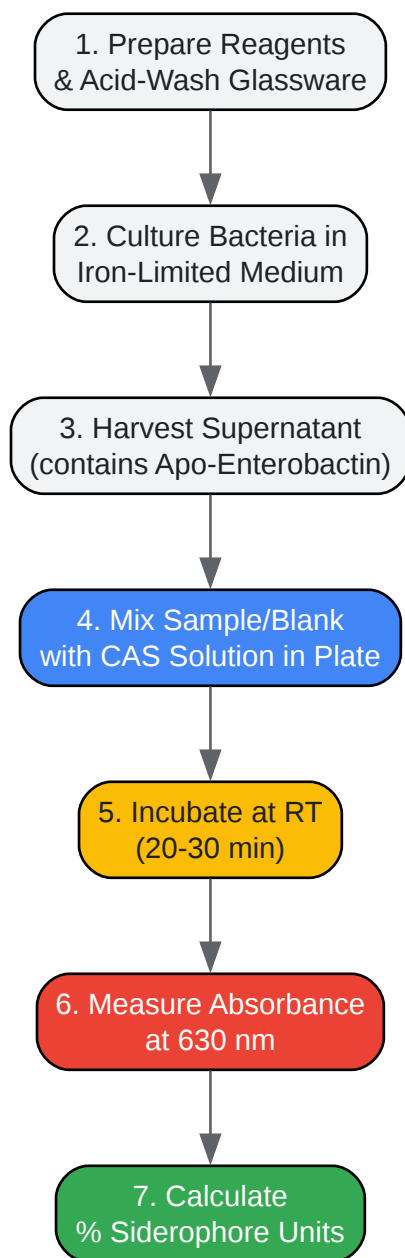 1. Prepare Reagents
& Acid-Wash Glassware
2. Culture Bacteria in
Iron-Limited Medium
3. Harvest Supernatant
(contains Apo-Enterobactin)
4. Mix Sample/Blank
with CAS Solution in Plate
5. Incubate at RT
(20-30 min)
6. Measure Absorbance
at 630 nm
7. Calculate
% Siderophore Units